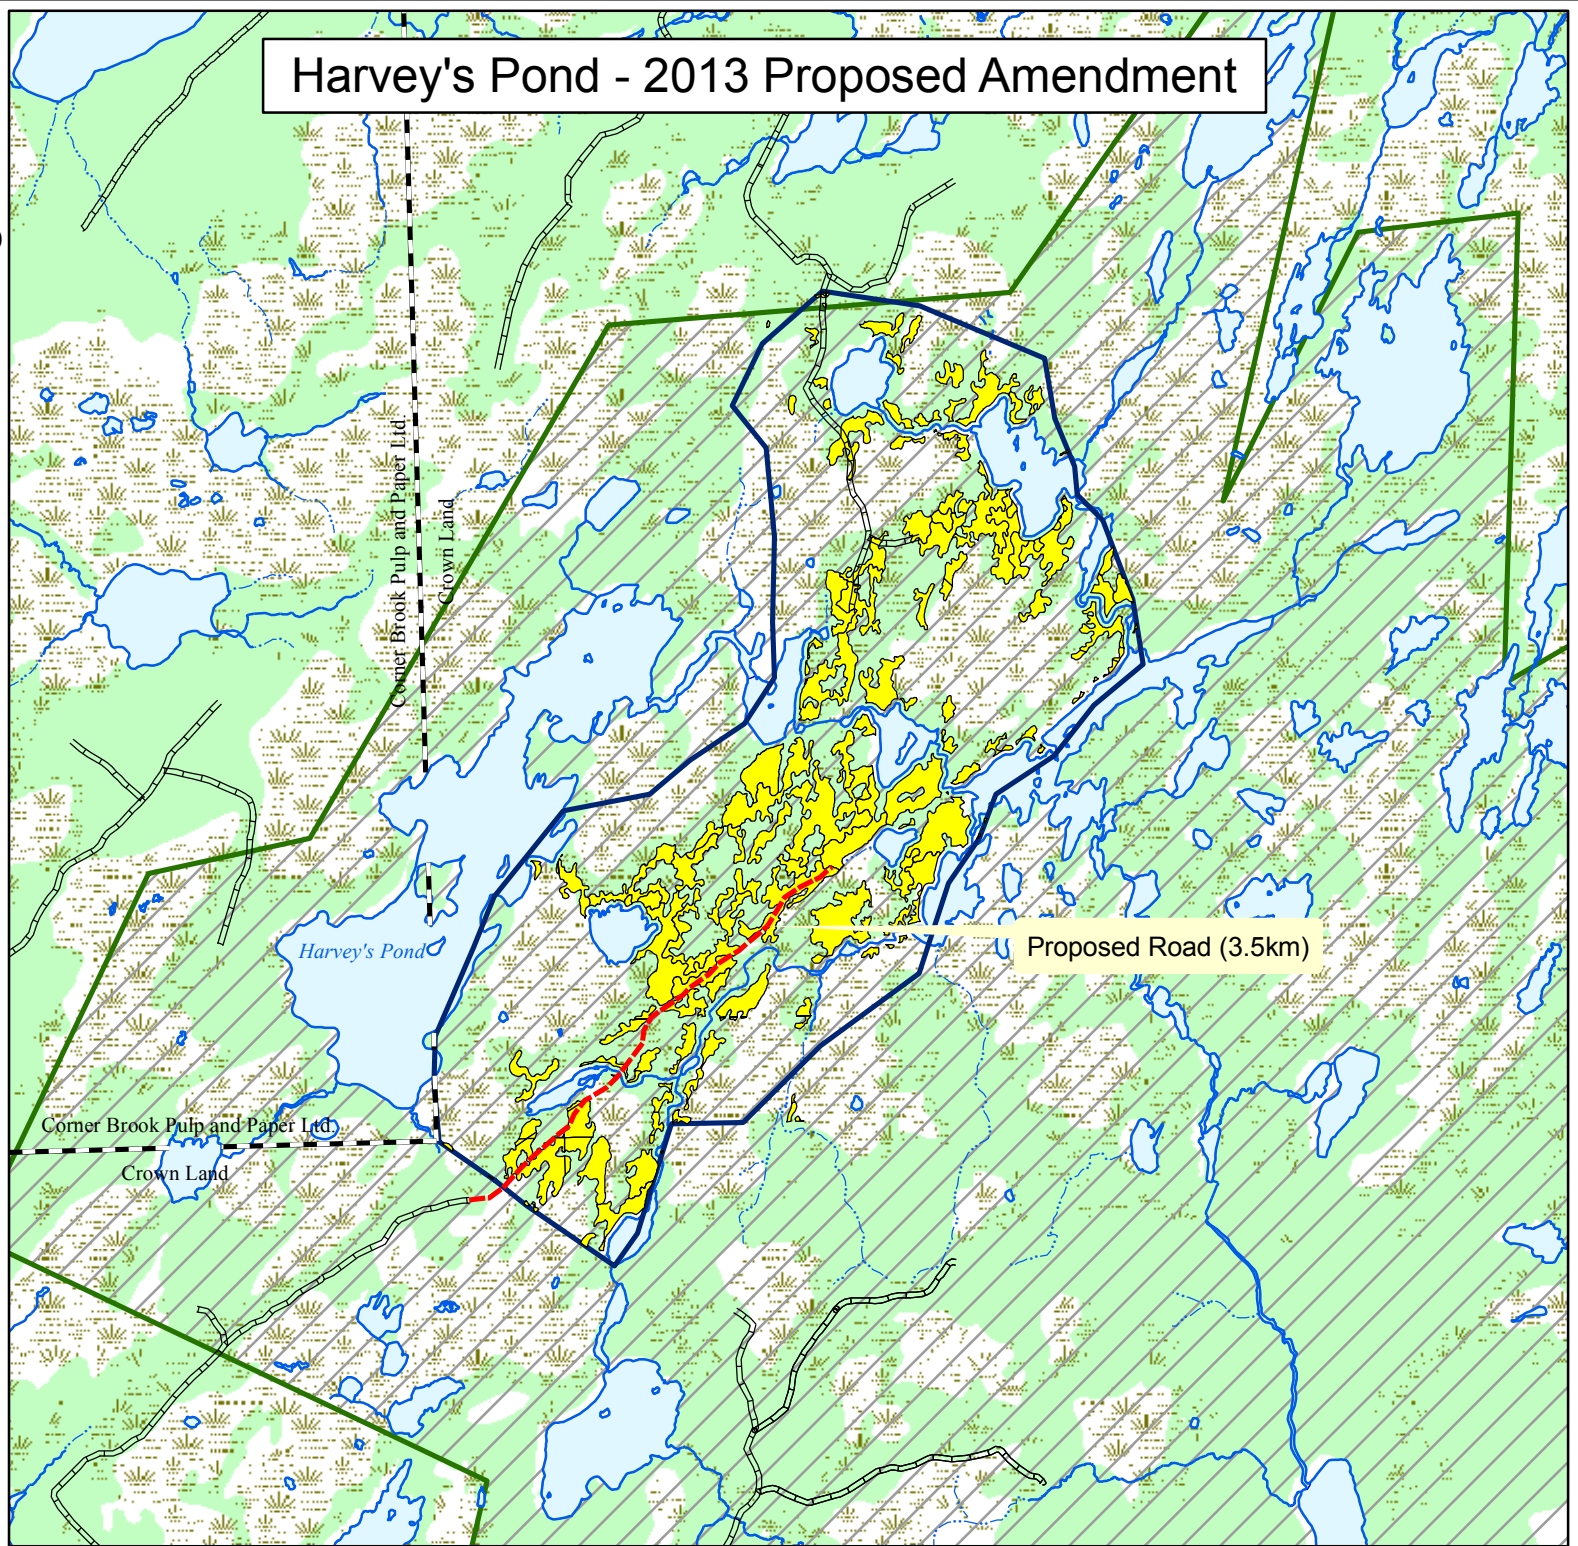 Harvey's Pond - 2013 Proposed Amendment
Corner Brook Pulp and Paper Ltd.
Crown Land
Harvey's Pond
Proposed Road (3.5km)
Corner Brook Pulp and Paper Ltd.
Crown Land
)